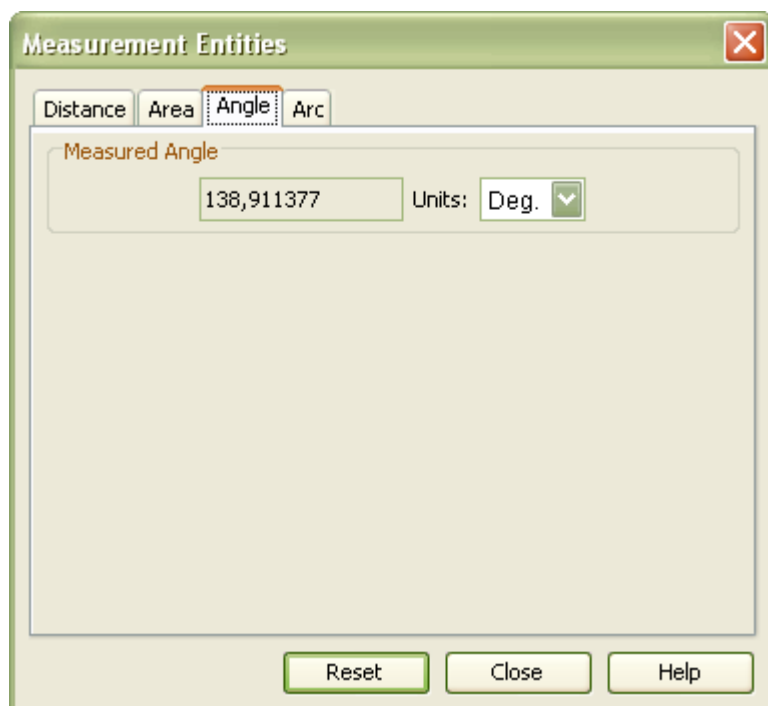 Measurement Entities
Distance Area Angle Arc
Measured Angle
138,911377 Units: Deg.
Reset Close Help